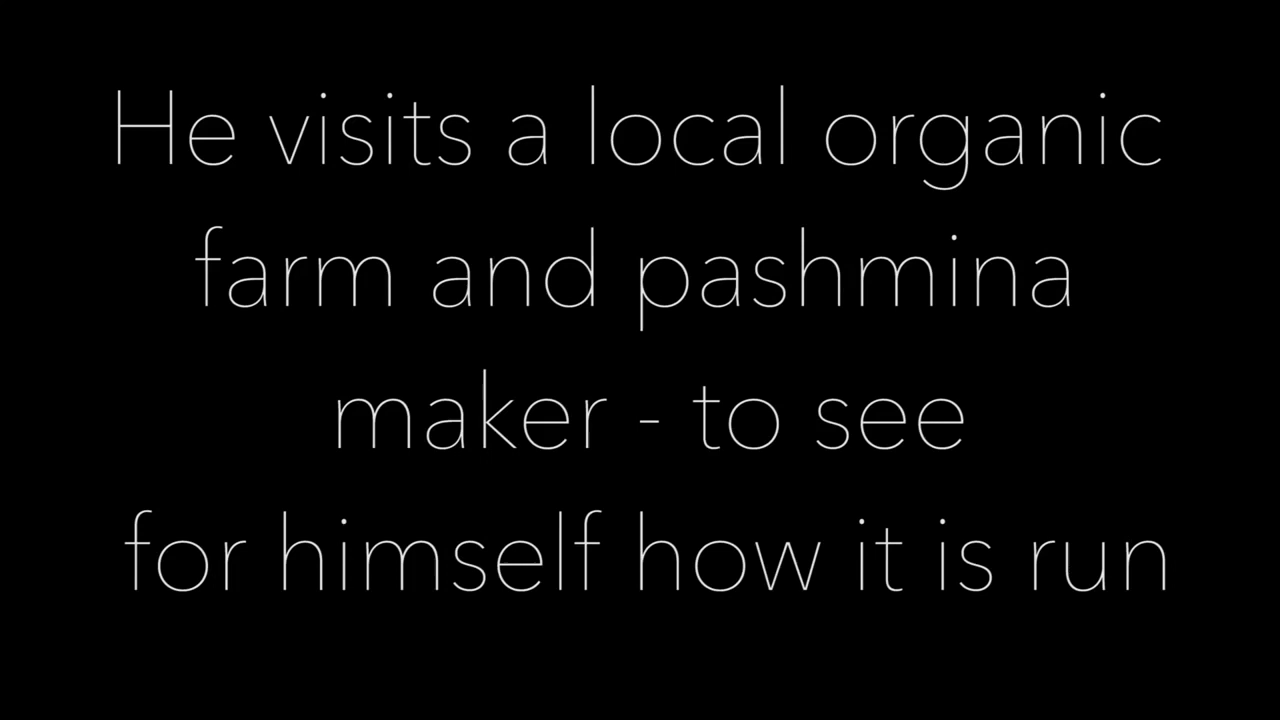 He visits a local organic
farm and pashmina
maker - to see
for himself how it is run